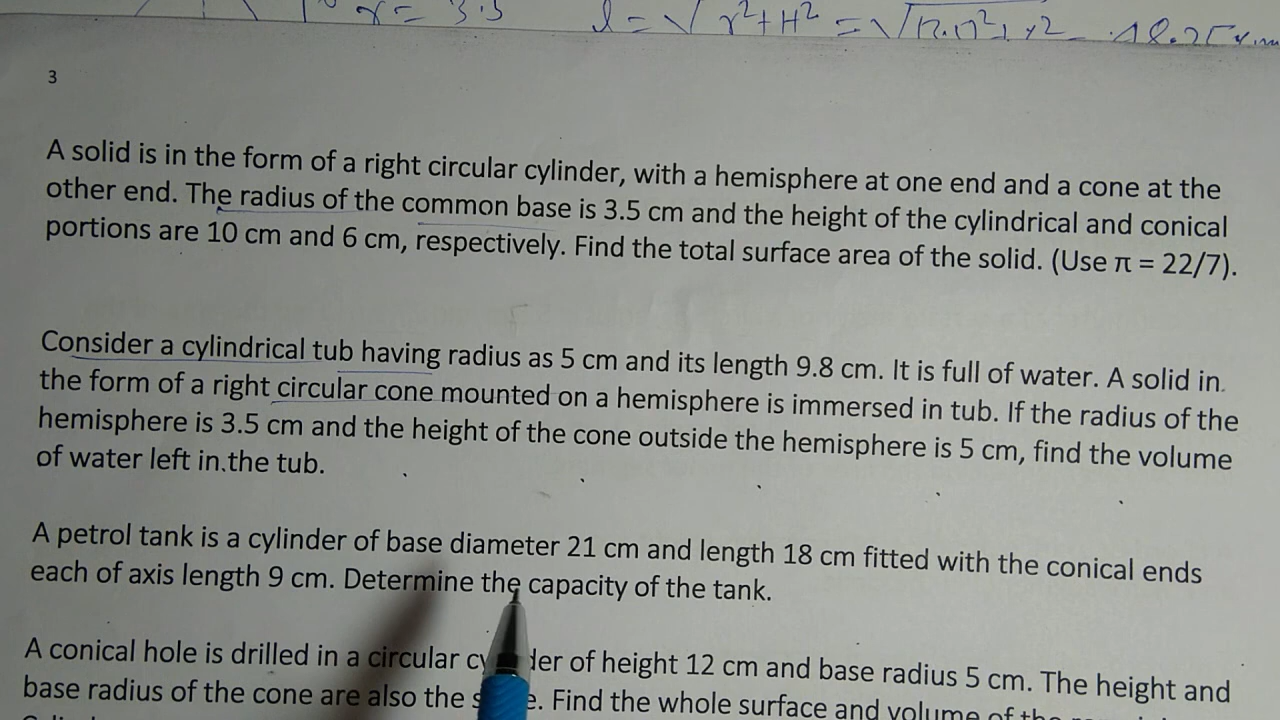 r = 3.5 l = √ r²+H² = √
3
A solid is in the form of a right circular cylinder, with a hemisphere at one end and a cone at the
other end. The radius of the common base is 3.5 cm and the height of the cylindrical and conical
portions are 10 cm and 6 cm, respectively. Find the total surface area of the solid. (Use π = 22/7).
Consider a cylindrical tub having radius as 5 cm and its length 9.8 cm. It is full of water. A solid in
the form of a right circular cone mounted on a hemisphere is immersed in tub. If the radius of the
hemisphere is 3.5 cm and the height of the cone outside the hemisphere is 5 cm, find the volume
of water left in the tub.
A petrol tank is a cylinder of base diameter 21 cm and length 18 cm fitted with the conical ends
each of axis length 9 cm. Determine the capacity of the tank.
A conical hole is drilled in a circular der of height 12 cm and base radius 5 cm. The height and
base radius of the cone are also the Find the whole surface and volume of